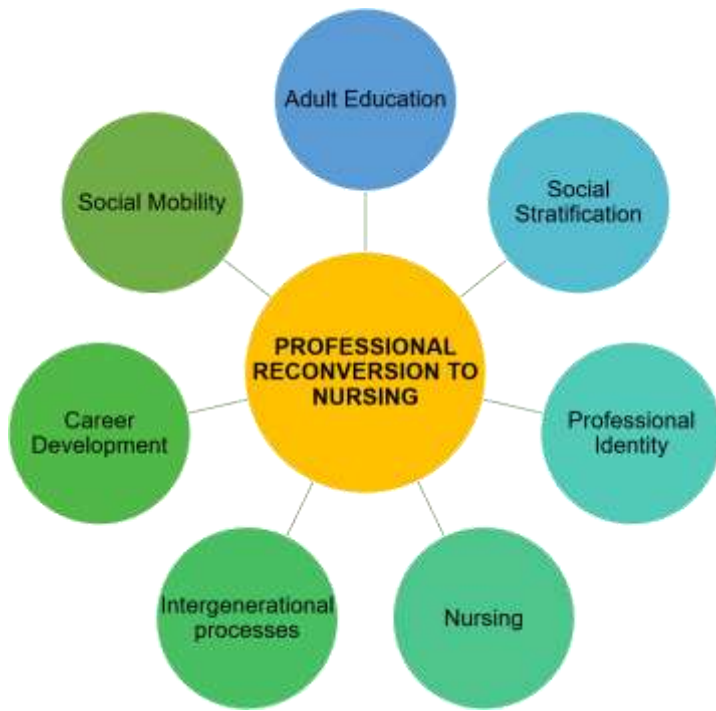 Adult Education
Social
Stratification
Professional
Identity
Nursing
Intergenerational
processes
Career
Development
Social Mobility
PROFESSIONAL
RECONVERSION TO
NURSING